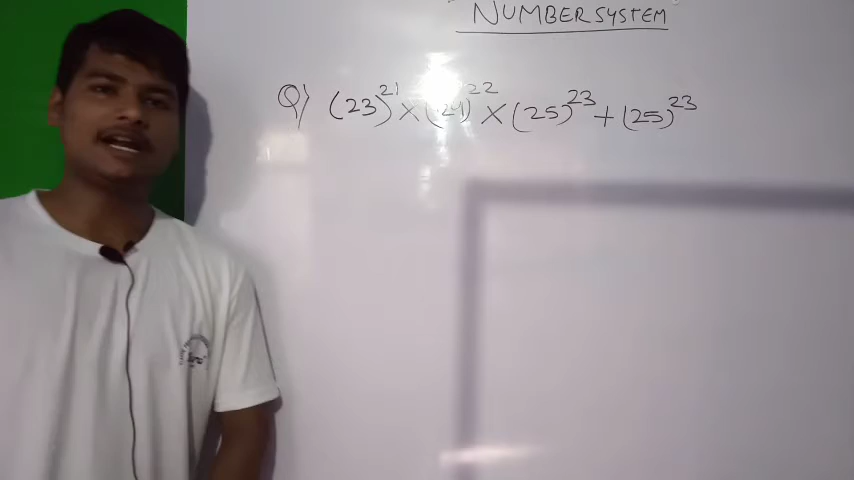 NUMBER SYSTEM
Q) (23)^21 × (24)^22 × (25)^23 + (25)^23